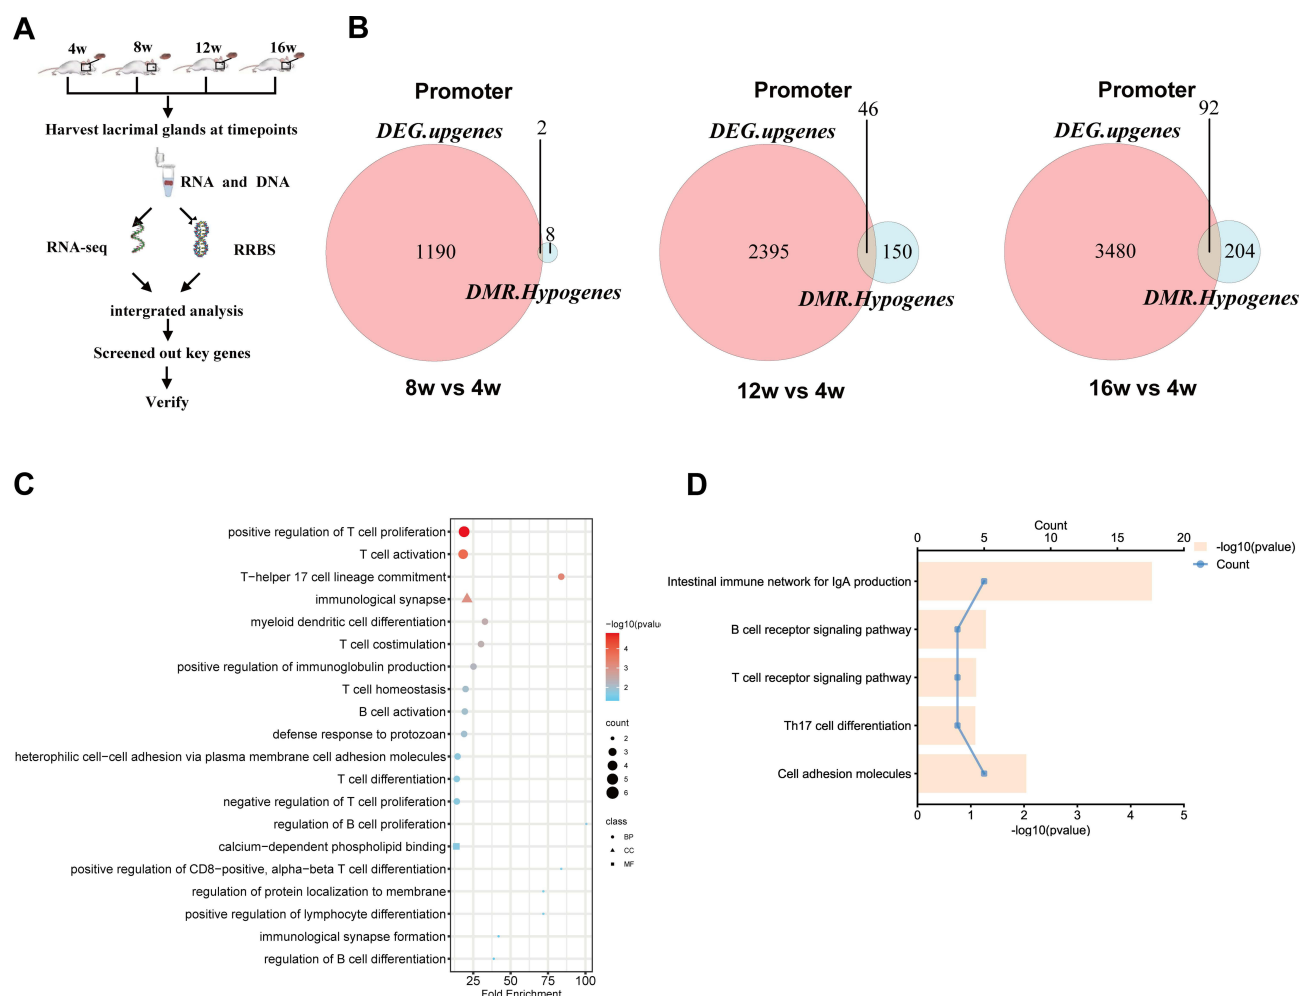 A
4w 8w 12w 16w
Harvest lacrimal glands at timepoints
RNA and DNA
RNA-seq RRBS
intergrated analysis
Screened out key genes
Verify
B
Promoter
DEG.upgenes
2
1190
8
DMR.Hypogenes
8w vs 4w
Promoter
46
DEG.upgenes
2395
150
DMR.Hypogenes
12w vs 4w
Promoter
92
DEG.upgenes
3480
204
DMR.Hypogenes
16w vs 4w
C
positive regulation of T cell proliferation
T cell activation
T-helper 17 cell lineage commitment
immunological synapse
myeloid dendritic cell differentiation
T cell costimulation
positive regulation of immunoglobulin production
T cell homeostasis
B cell activation
defense response to protozoan
heterophilic cell-cell adhesion via plasma membrane cell adhesion molecules
T cell differentiation
negative regulation of T cell proliferation
regulation of B cell proliferation
calcium-dependent phospholipid binding
positive regulation of CD8-positive, alpha-beta T cell differentiation
regulation of protein localization to membrane
positive regulation of lymphocyte differentiation
immunological synapse formation
regulation of B cell differentiation
25 50 75 100
Fold Enrichment
−log10(pvalu
4
3
2
count
2
3
4
5
6
class
BP
CC
MF
D
Count
0 5 10 15 20
-log10(pvalue)
Count
Intestinal immune network for IgA production
B cell receptor signaling pathway
T cell receptor signaling pathway
Th17 cell differentiation
Cell adhesion molecules
0 1 2 3 4 5
-log10(pvalue)